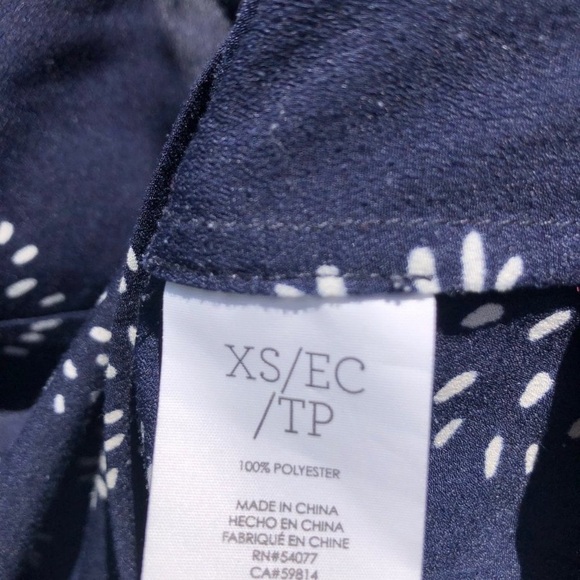 XS/EC
/TP
100% POLYESTER
MADE IN CHINA
HECHO EN CHINA
FABRIQUÉ EN CHINE
RN#54077
CA#59814